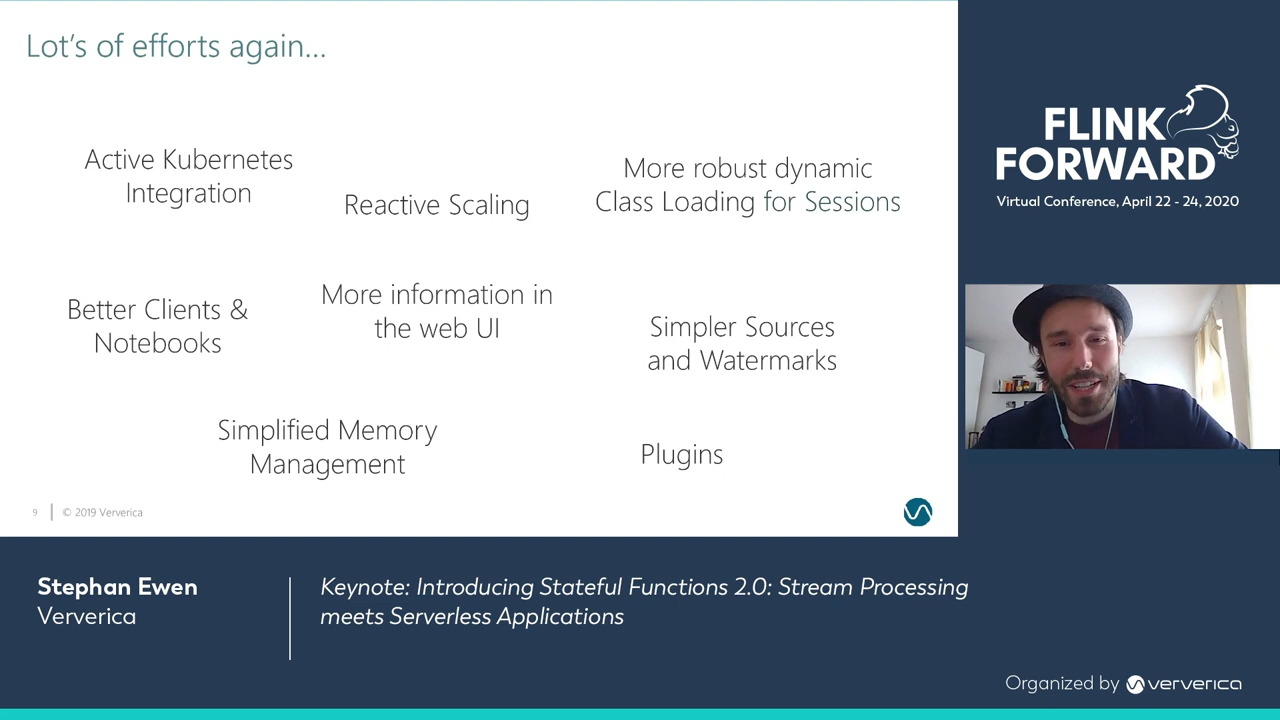 Lot's of efforts again...
Active Kubernetes
Integration
Reactive Scaling
More robust dynamic
Class Loading for Sessions
Better Clients &
Notebooks
More information in
the web UI
Simpler Sources
and Watermarks
Simplified Memory
Management
Plugins
9
© 2019 Ververica
FLINK
FORWARD
Virtual Conference, April 22 - 24, 2020
Stephan Ewen
Ververica
Keynote: Introducing Stateful Functions 2.0: Stream Processing
meets Serverless Applications
Organized by ververica